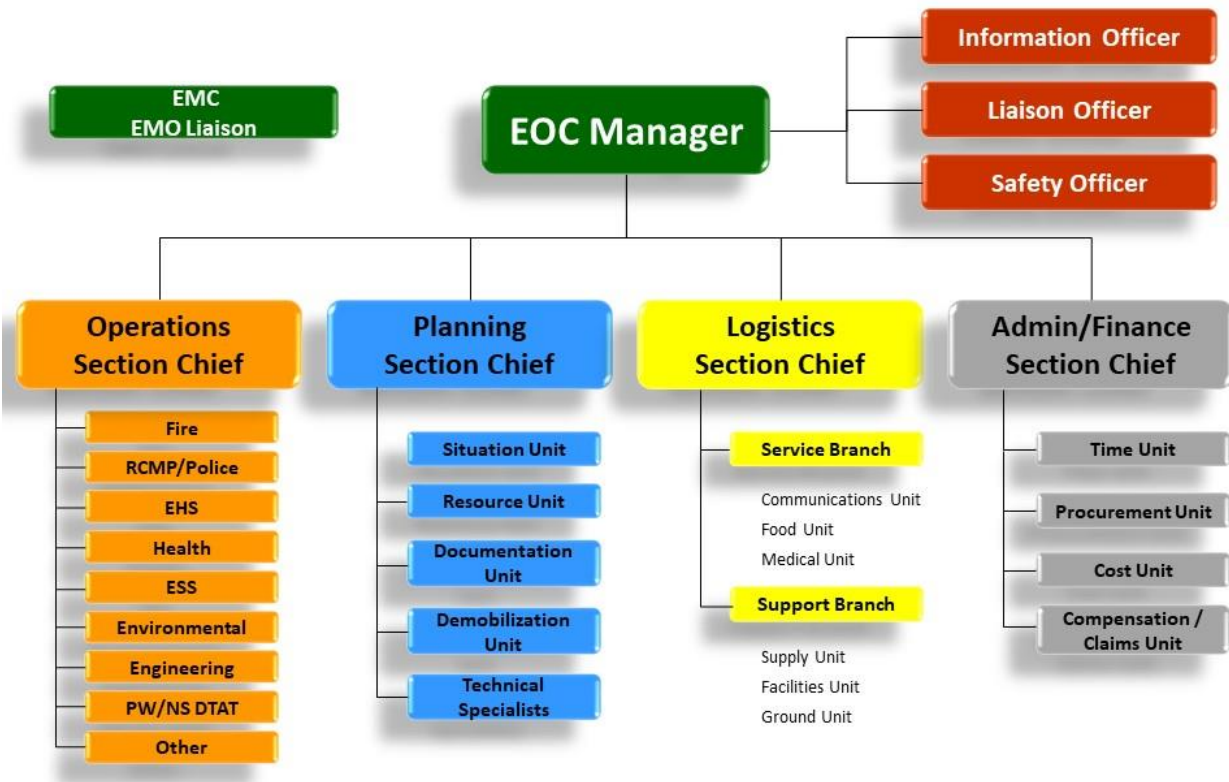 EMC
EMO Liaison
EOC Manager
Information Officer
Liaison Officer
Safety Officer
Operations
Section Chief
Fire
RCMP/Police
EHS
Health
ESS
Environmental
Engineering
PW/NS DTAT
Other
Planning
Section Chief
Situation Unit
Resource Unit
Documentation
Unit
Demobilization
Unit
Technical
Specialists
Logistics
Section Chief
Service Branch
Communications Unit
Food Unit
Medical Unit
Support Branch
Supply Unit
Facilities Unit
Ground Unit
Admin/Finance
Section Chief
Time Unit
Procurement Unit
Cost Unit
Compensation /
Claims Unit